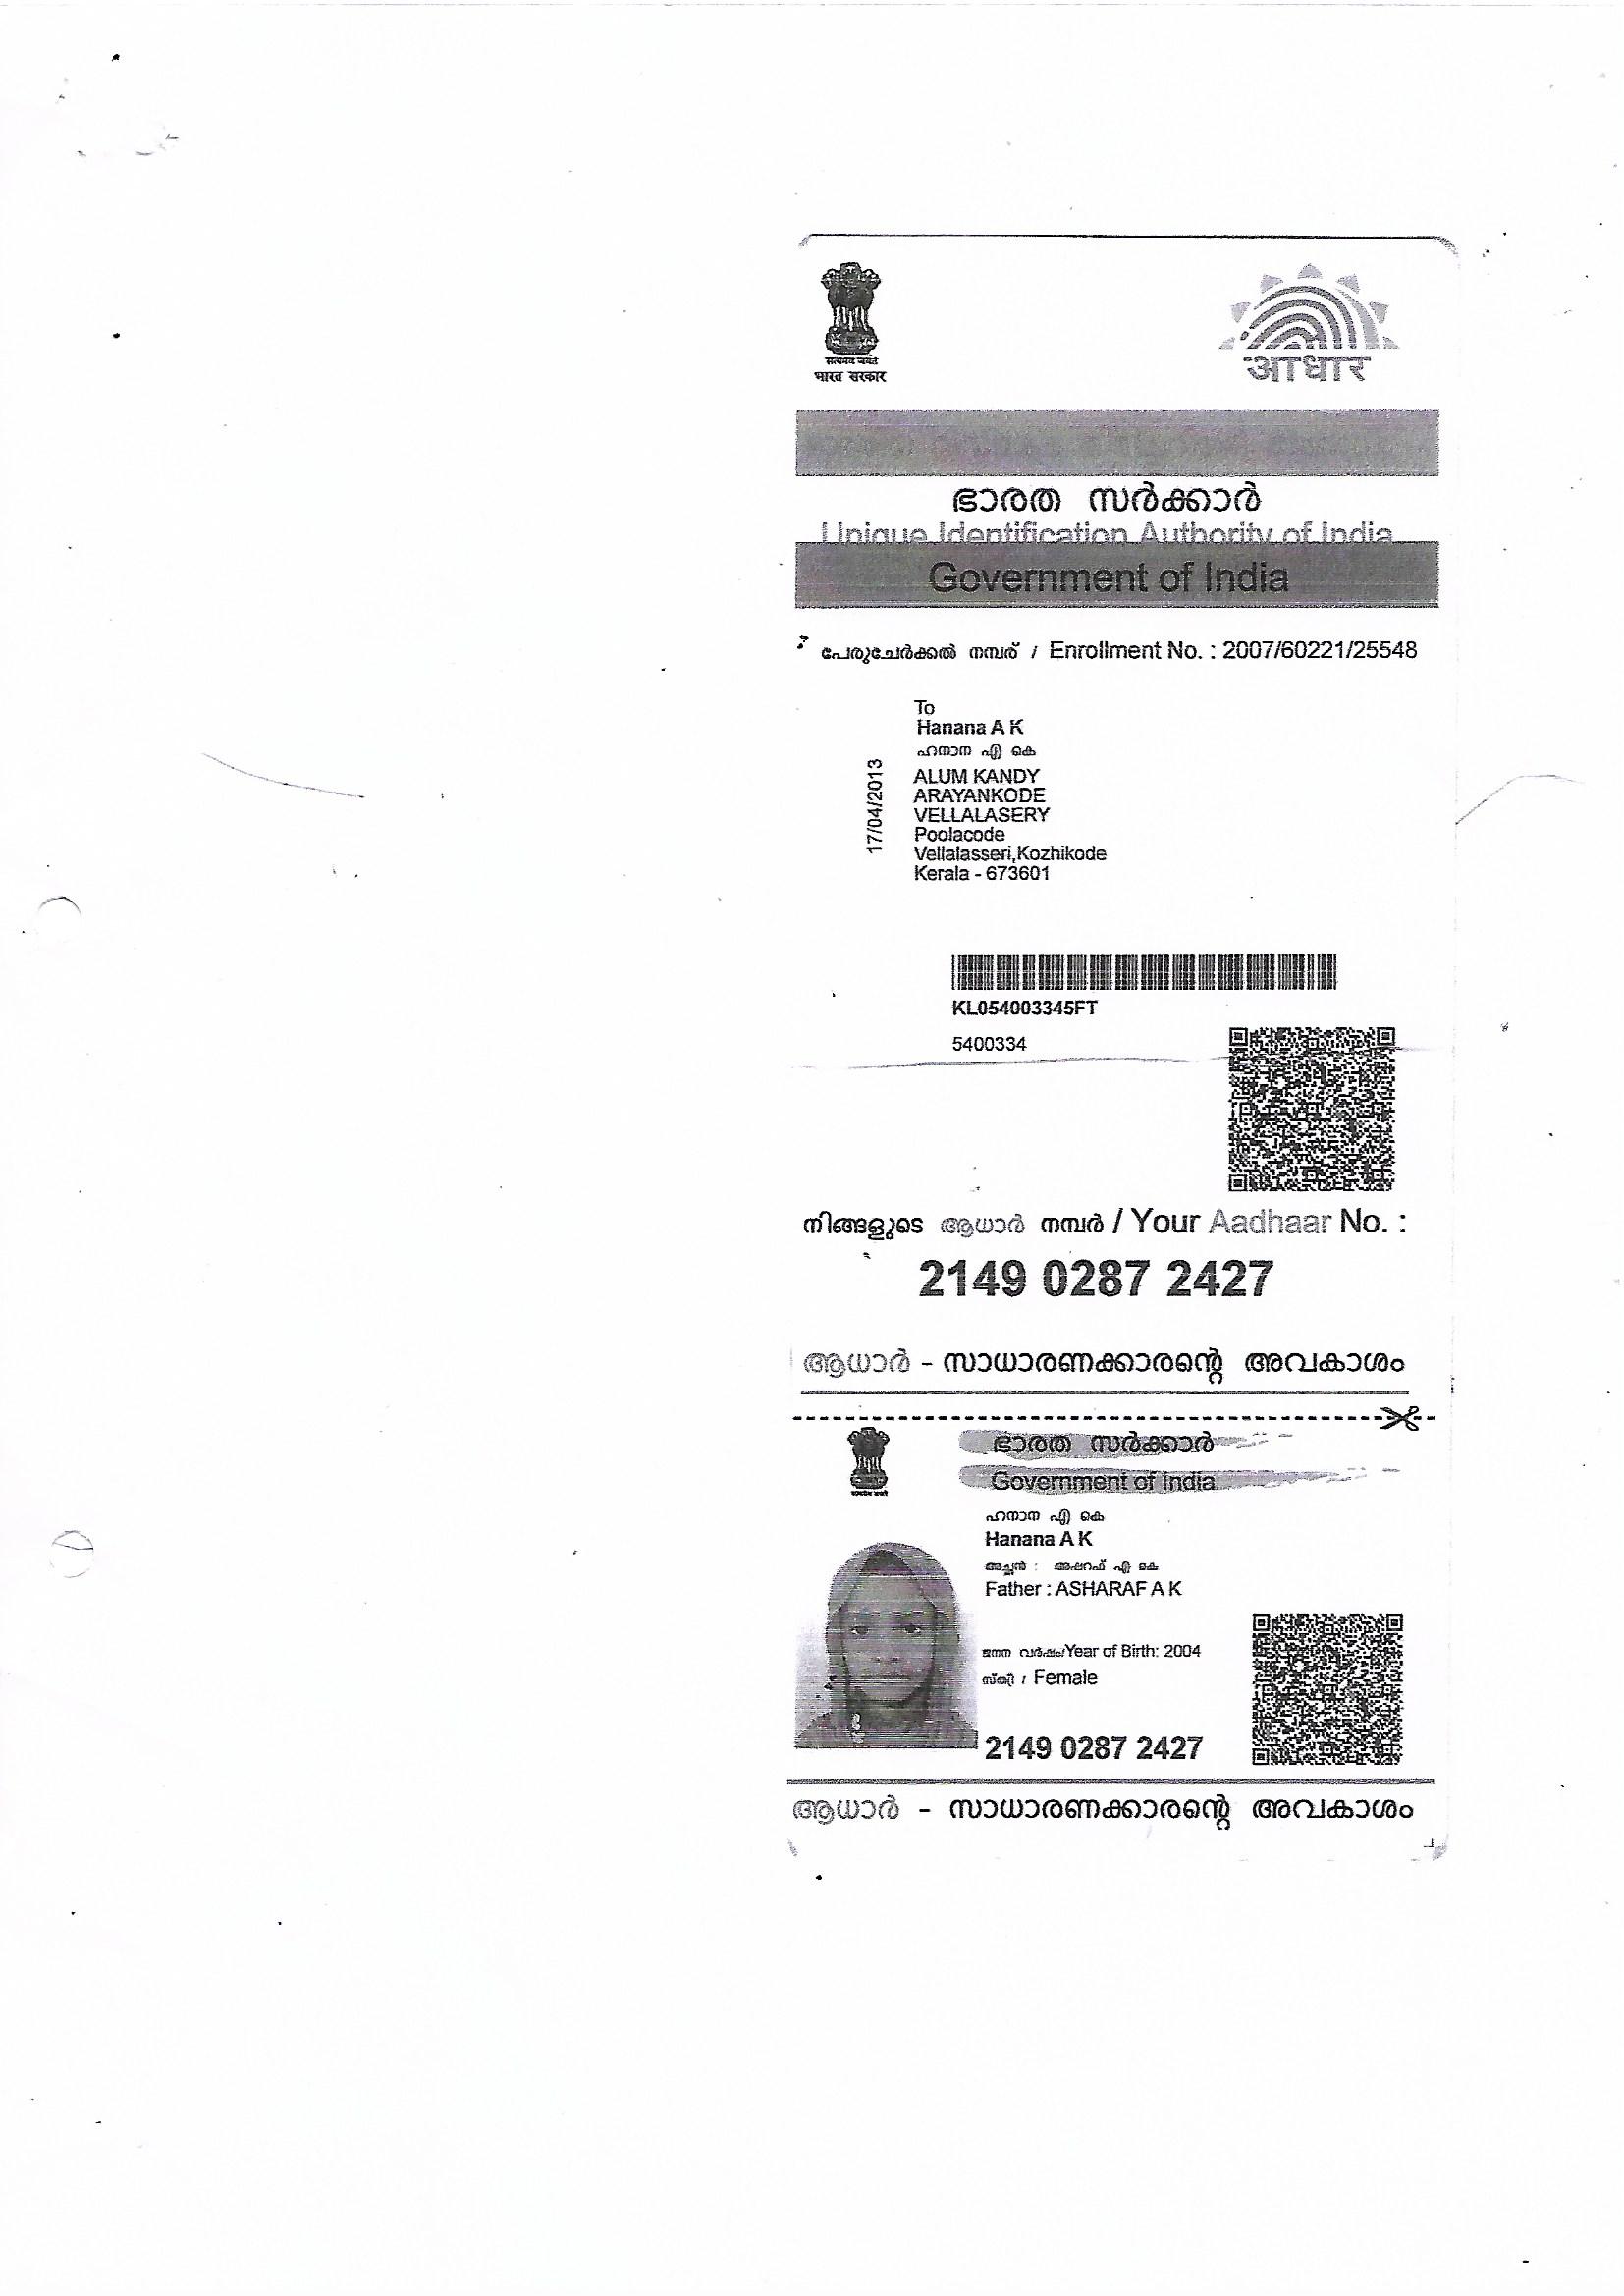 सत्यमेव जयते
भारत सरकार
आधार
ഭാരത സർക്കാർ
Unique Identification Authority of India
Government of India
പേരുചേർക്കൽ നമ്പര് / Enrollment No. : 2007/60221/25548
17/04/2013
To
Hanana A K
ഹനാന എ കെ
ALUM KANDY
ARAYANKODE
VELLALASERY
Poolacode
Vellalasseri,Kozhikode
Kerala - 673601
KL054003345FT
5400334
നിങ്ങളുടെ ആധാർ നമ്പർ / Your Aadhaar No. :
2149 0287 2427
ആധാർ - സാധാരണക്കാരന്റെ അവകാശം
ഭാരത സർക്കാർ
Government of India
ഹനാന എ കെ
Hanana A K
അച്ഛൻ : അഷറഫ് എ കെ
Father : ASHARAF A K
ജനന വർഷം/Year of Birth: 2004
സ്ത്രീ / Female
2149 0287 2427
ആധാർ - സാധാരണക്കാരന്റെ അവകാശം